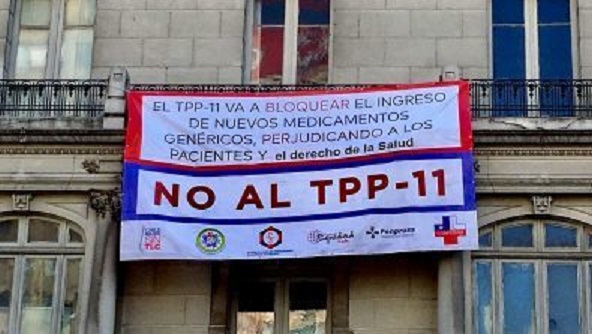 EL TPP-11 VA A BLOQUEAR EL INGRESO
DE NUEVOS MEDICAMENTOS
GENÉRICOS, PERJUDICANDO A LOS
PACIENTES Y el derecho de la Salud
NO AL TPP-11